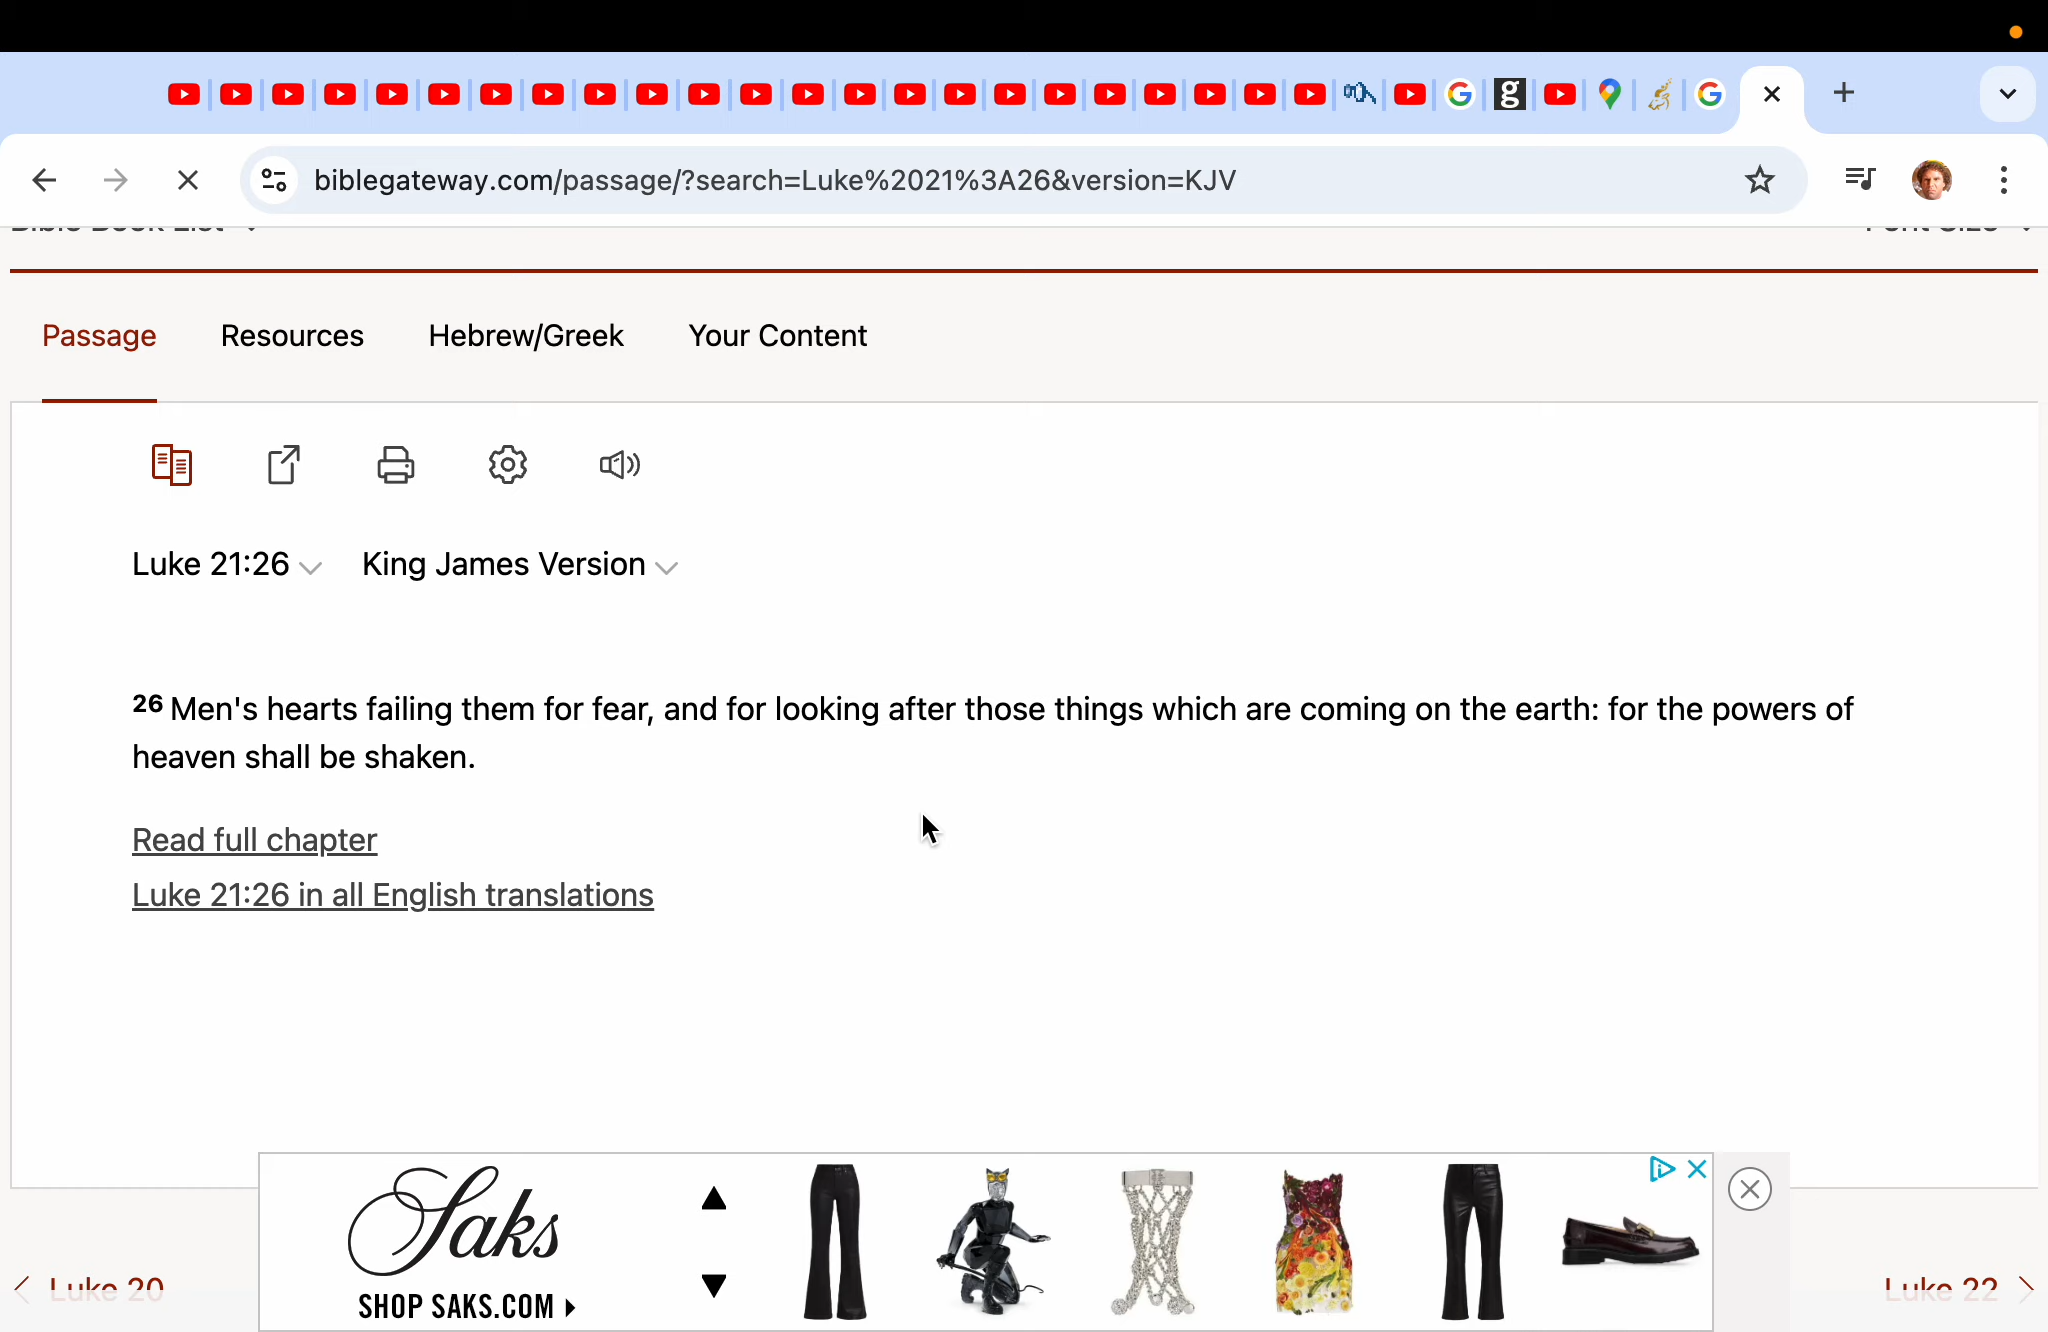 biblegateway.com/passage/?search=Luke%2021%3A26&version=KJV
Passage Resources Hebrew/Greek Your Content
Luke 21:26 King James Version
26 Men's hearts failing them for fear, and for looking after those things which are coming on the earth: for the powers of
heaven shall be shaken.
Read full chapter
Luke 21:26 in all English translations
Saks
SHOP SAKS.COM
Luke 20
Luke 22